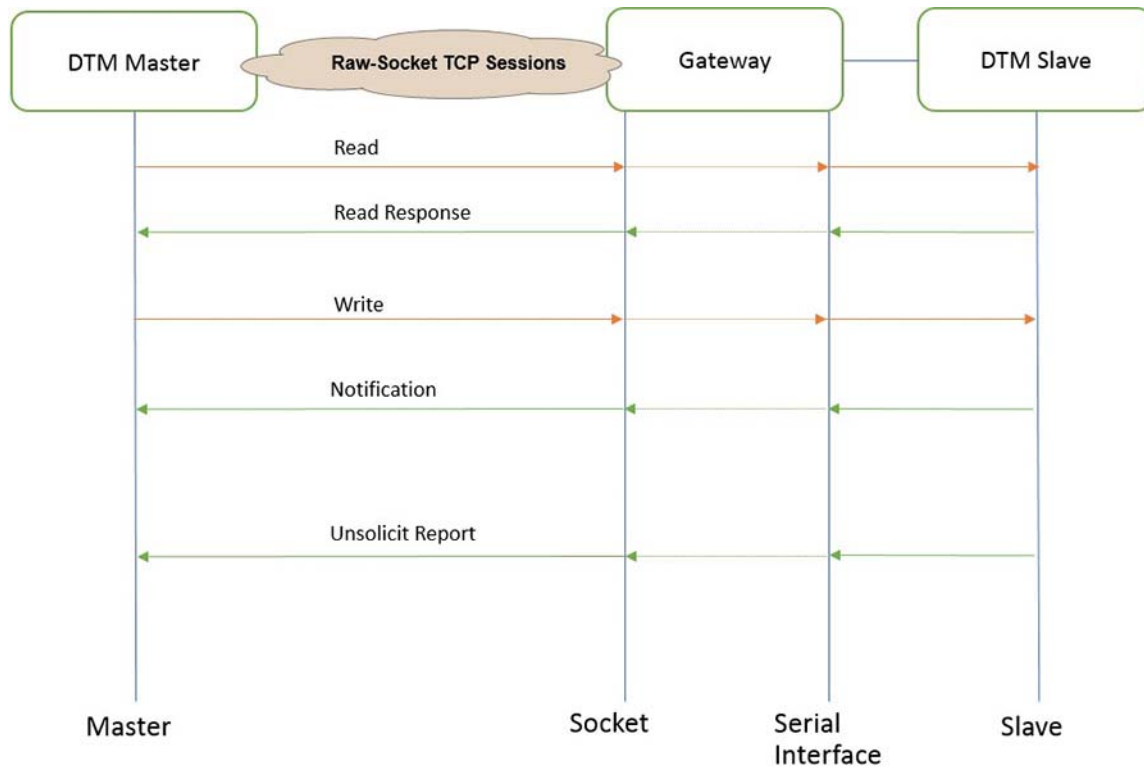 DTM Master
Raw-Socket TCP Sessions
Gateway
DTM Slave
Read
Read Response
Write
Notification
Unsolicit Report
Master
Socket
Serial
Interface
Slave